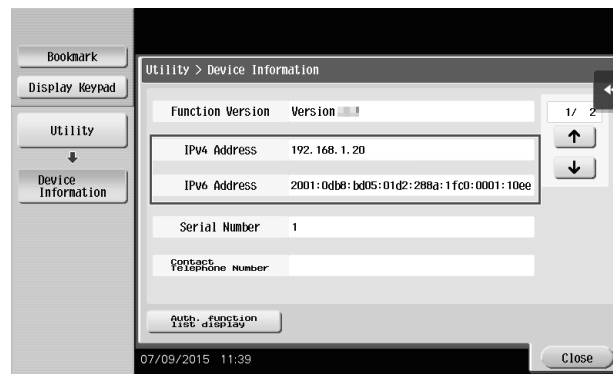 Bookmark
Display Keypad
Utility
Device
Information
Utility > Device Information
Function Version Version
IPv4 Address 192.168.1.20
IPv6 Address 2001:0db8:bd05:01d2:288a:1fc0:0001:10ee
Serial Number 1
Contact
Telephone Number
1/ 2
Auth. function
list display
07/09/2015 11:39
Close